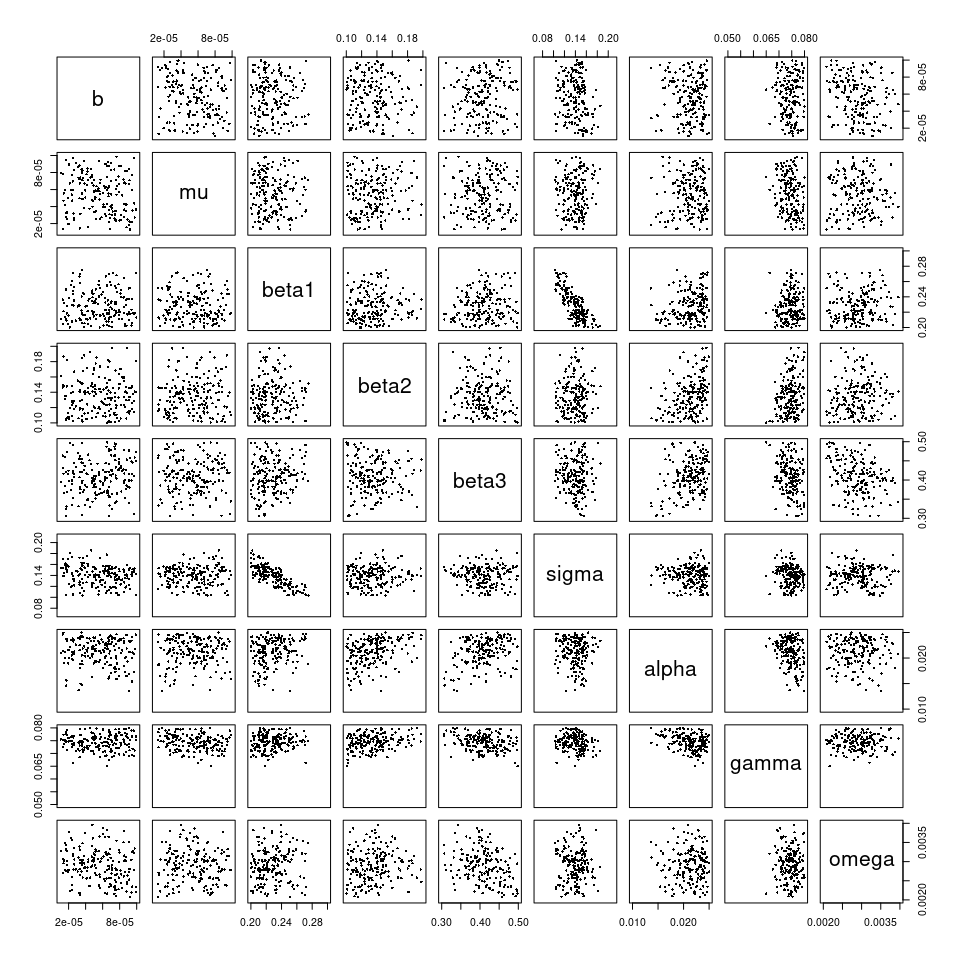 2e-05 8e-05 0.10 0.14 0.18 0.08 0.14 0.20 0.050 0.065 0.080
b
2e-05 8e-05
2e-05 8e-05
mu
beta1
0.20 0.24 0.28
0.10 0.14 0.18
beta2
beta3
0.30 0.40 0.50
0.08 0.14 0.20
sigma
alpha
0.010 0.020
0.050 0.065 0.080
gamma
omega
0.0020 0.0035
2e-05 8e-05 0.20 0.24 0.28 0.30 0.40 0.50 0.010 0.020 0.0020 0.0035